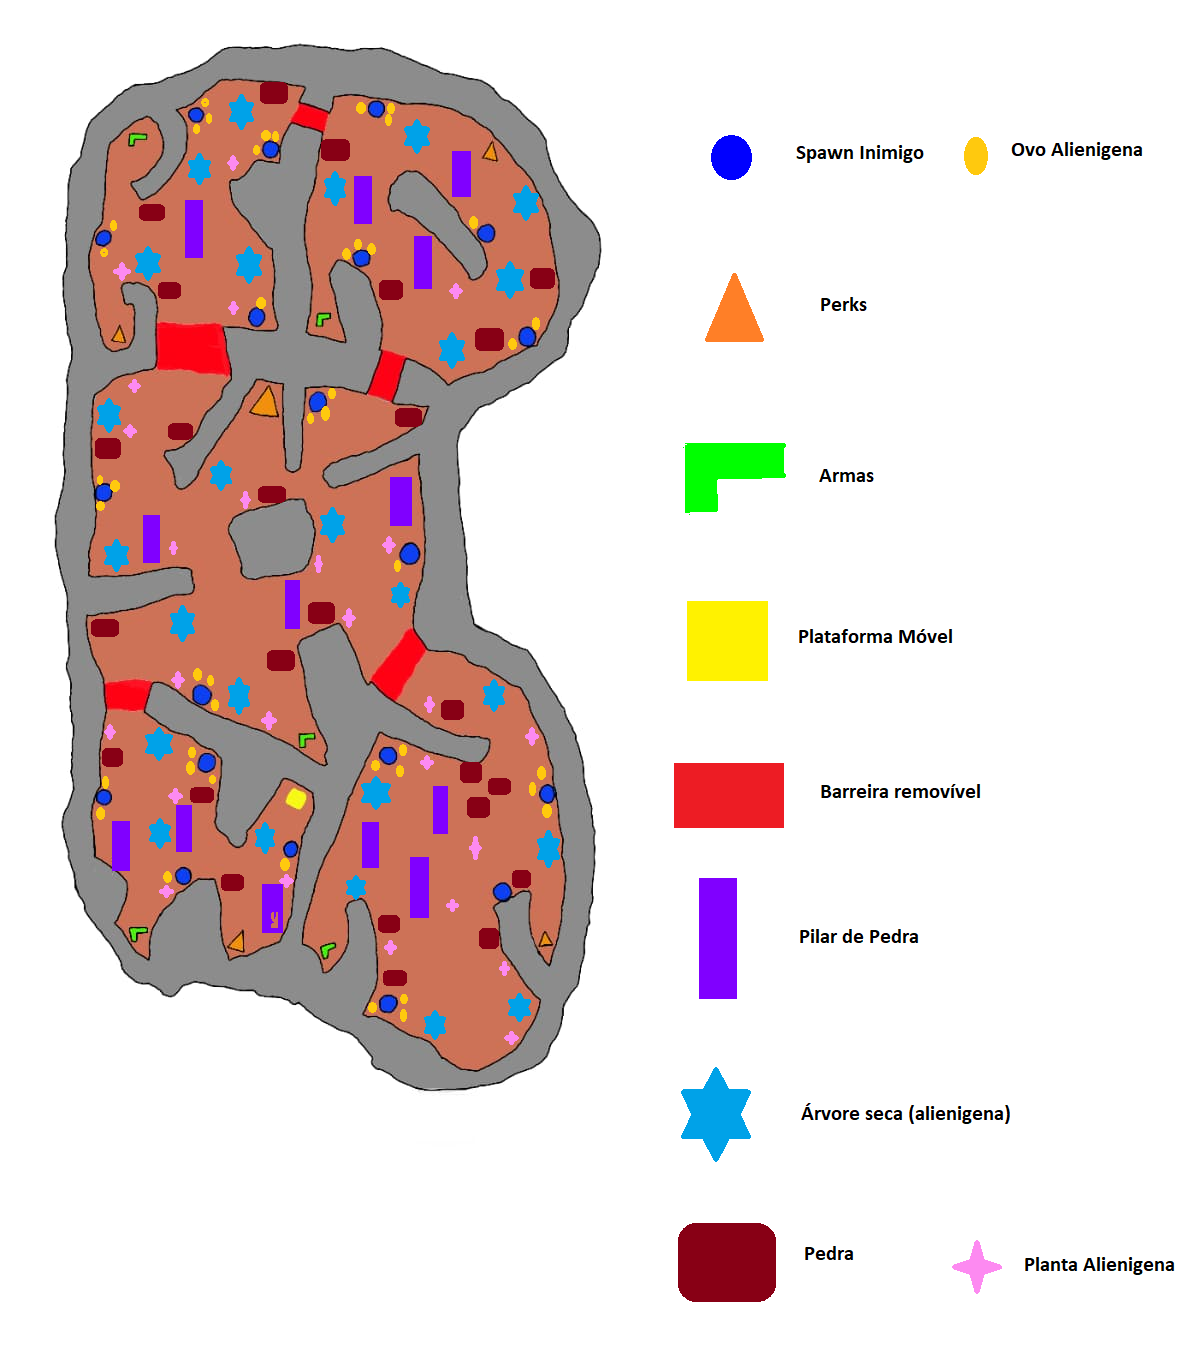 Spawn Inimigo
Ovo Alienigena
Perks
Armas
Plataforma Móvel
Barreira removível
Pilar de Pedra
Árvore seca (alienigena)
Pedra
Planta Alienigena